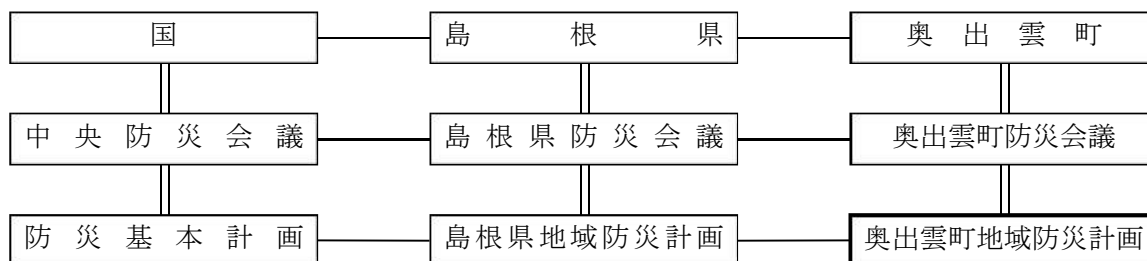 国 島根県 奥出雲町
中央防災会議 島根県防災会議 奥出雲町防災会議
防災基本計画 島根県地域防災計画 奥出雲町地域防災計画